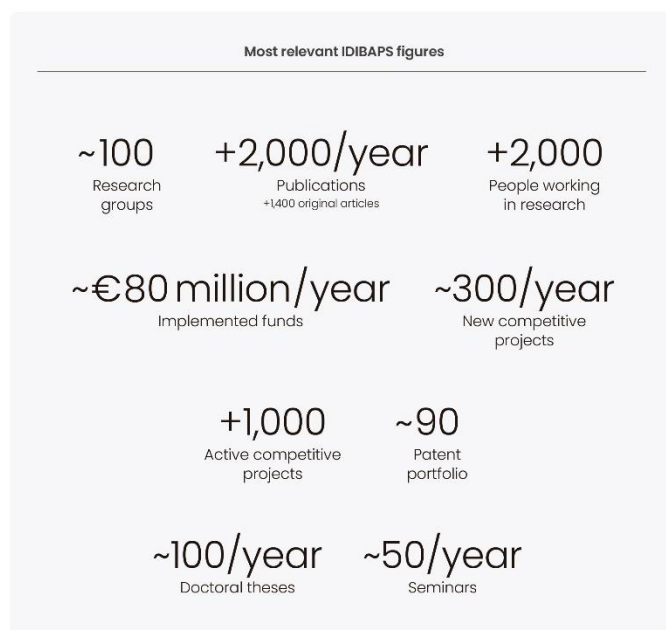 Most relevant IDIBAPS figures
~100
Research
groups
+2,000/year
Publications
+1,400 original articles
+2,000
People working
in research
~€80 million/year
Implemented funds
~300/year
New competitive
projects
+1,000
Active competitive
projects
~90
Patent
portfolio
~100/year
Doctoral theses
~50/year
Seminars